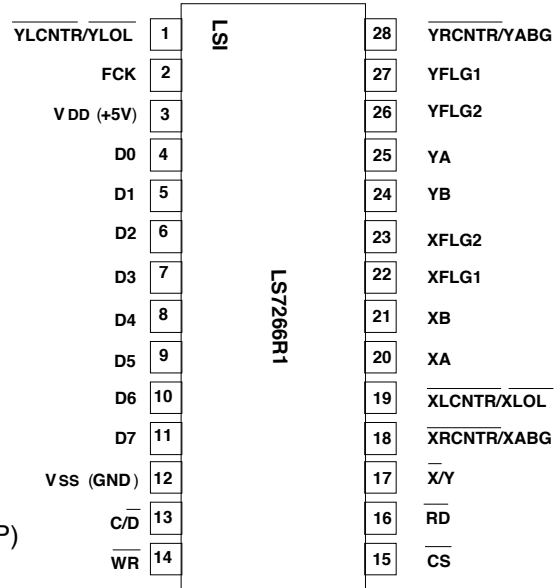 YLCNTR/YLOL 1 LSI 28 YRCNTR/YABG
FCK 2 27 YFLG1
VDD (+5V) 3 26 YFLG2
D0 4 25 YA
D1 5 24 YB
D2 6 23 XFLG2
D3 7 22 XFLG1
LS7266R1
D4 8 21 XB
D5 9 20 XA
D6 10 19 XLCNTR/XLOL
D7 11 18 XRCNTR/XABG
VSS (GND) 12 17 X/Y
C/D 13 16 RD
P)
WR 14 15 CS